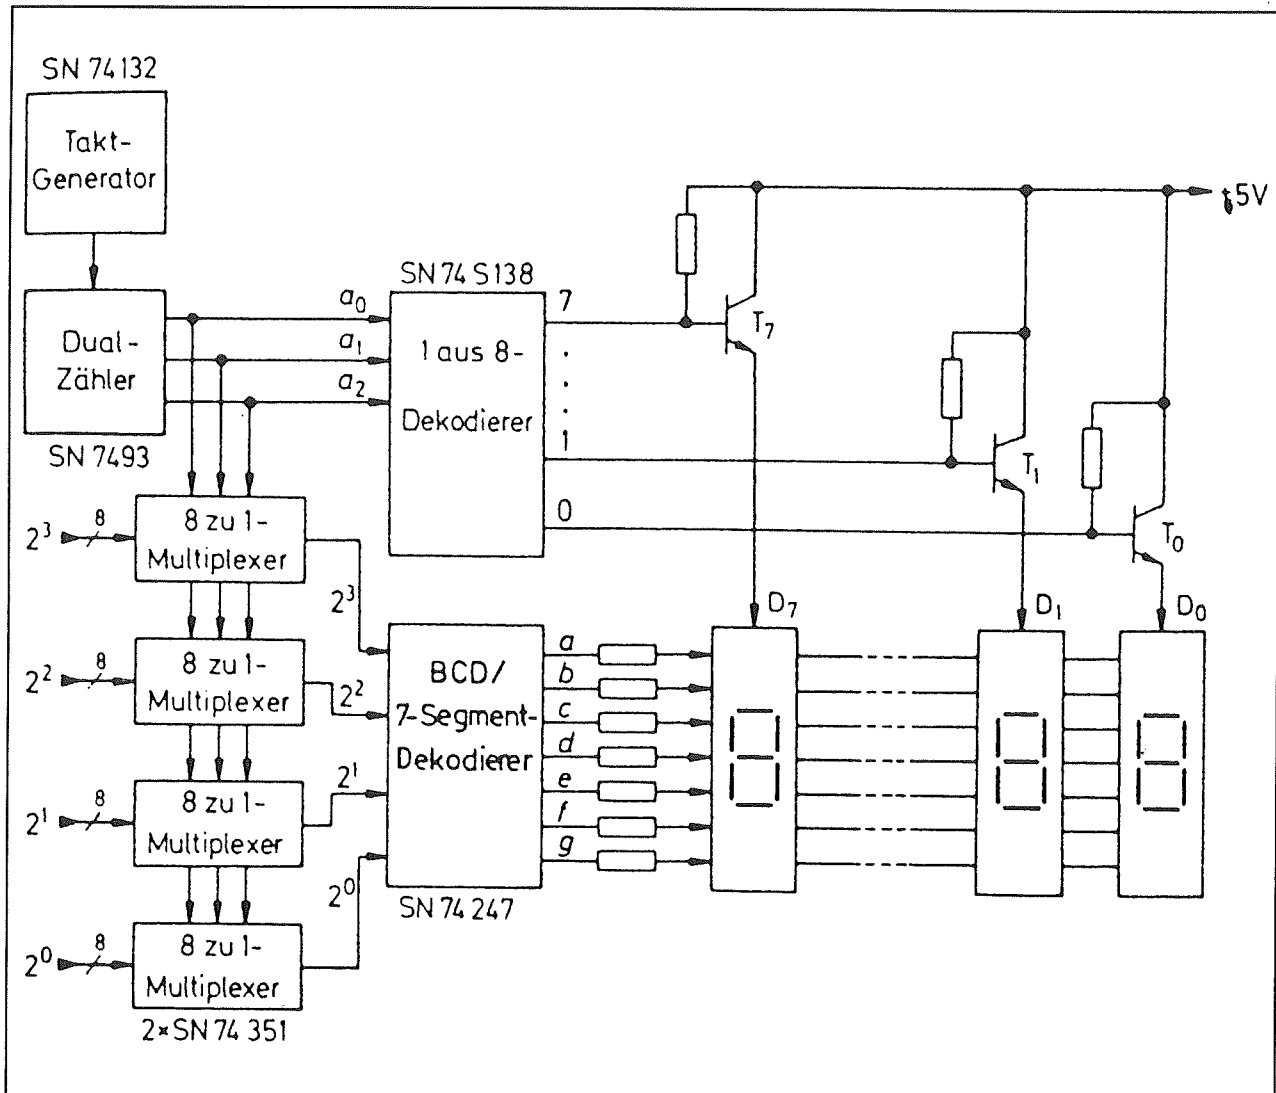 SN 74132
Takt-
Generator
Dual-
Zähler
SN 7493
a0
a1
a2
SN 74 S138
1 aus 8-
Dekodierer
7
1
0
T7
T1
T0
5V
2³ 8
8 zu 1-
Multiplexer
2² 8
8 zu 1-
Multiplexer
2¹ 8
8 zu 1-
Multiplexer
2⁰ 8
8 zu 1-
Multiplexer
2×SN 74 351
2³
2²
2¹
2⁰
BCD/
7-Segment-
Dekodierer
SN 74 247
a
b
c
d
e
f
g
D7
D1
D0